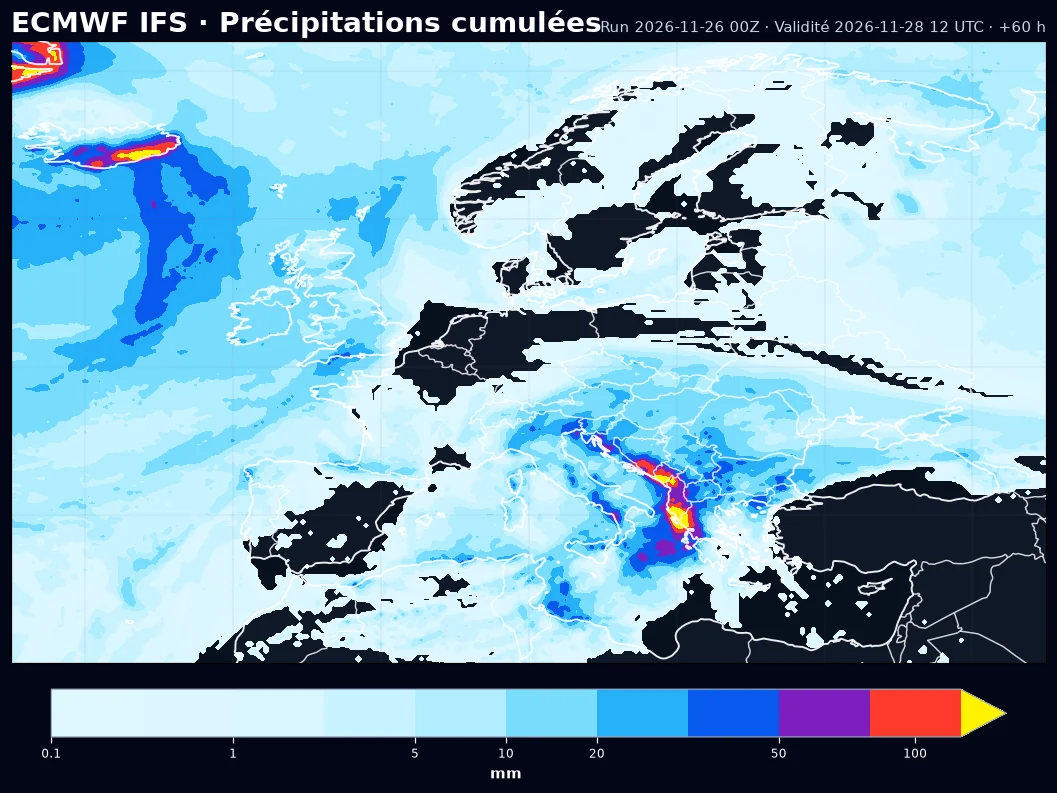 ECMWF IFS · Précipitations cumulées
Run 2026-11-26 00Z · Validité 2026-11-28 12 UTC · +60 h
0.1 1 5 10 20 50 100
mm